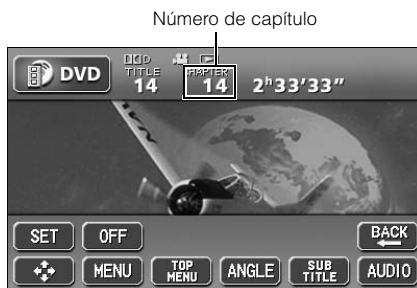 Número de capítulo
DVD
TITLE
14
CHAPTER
14
2h33'33"
SET
OFF
BACK
MENU
TOP MENU
ANGLE
SUB TITLE
AUDIO